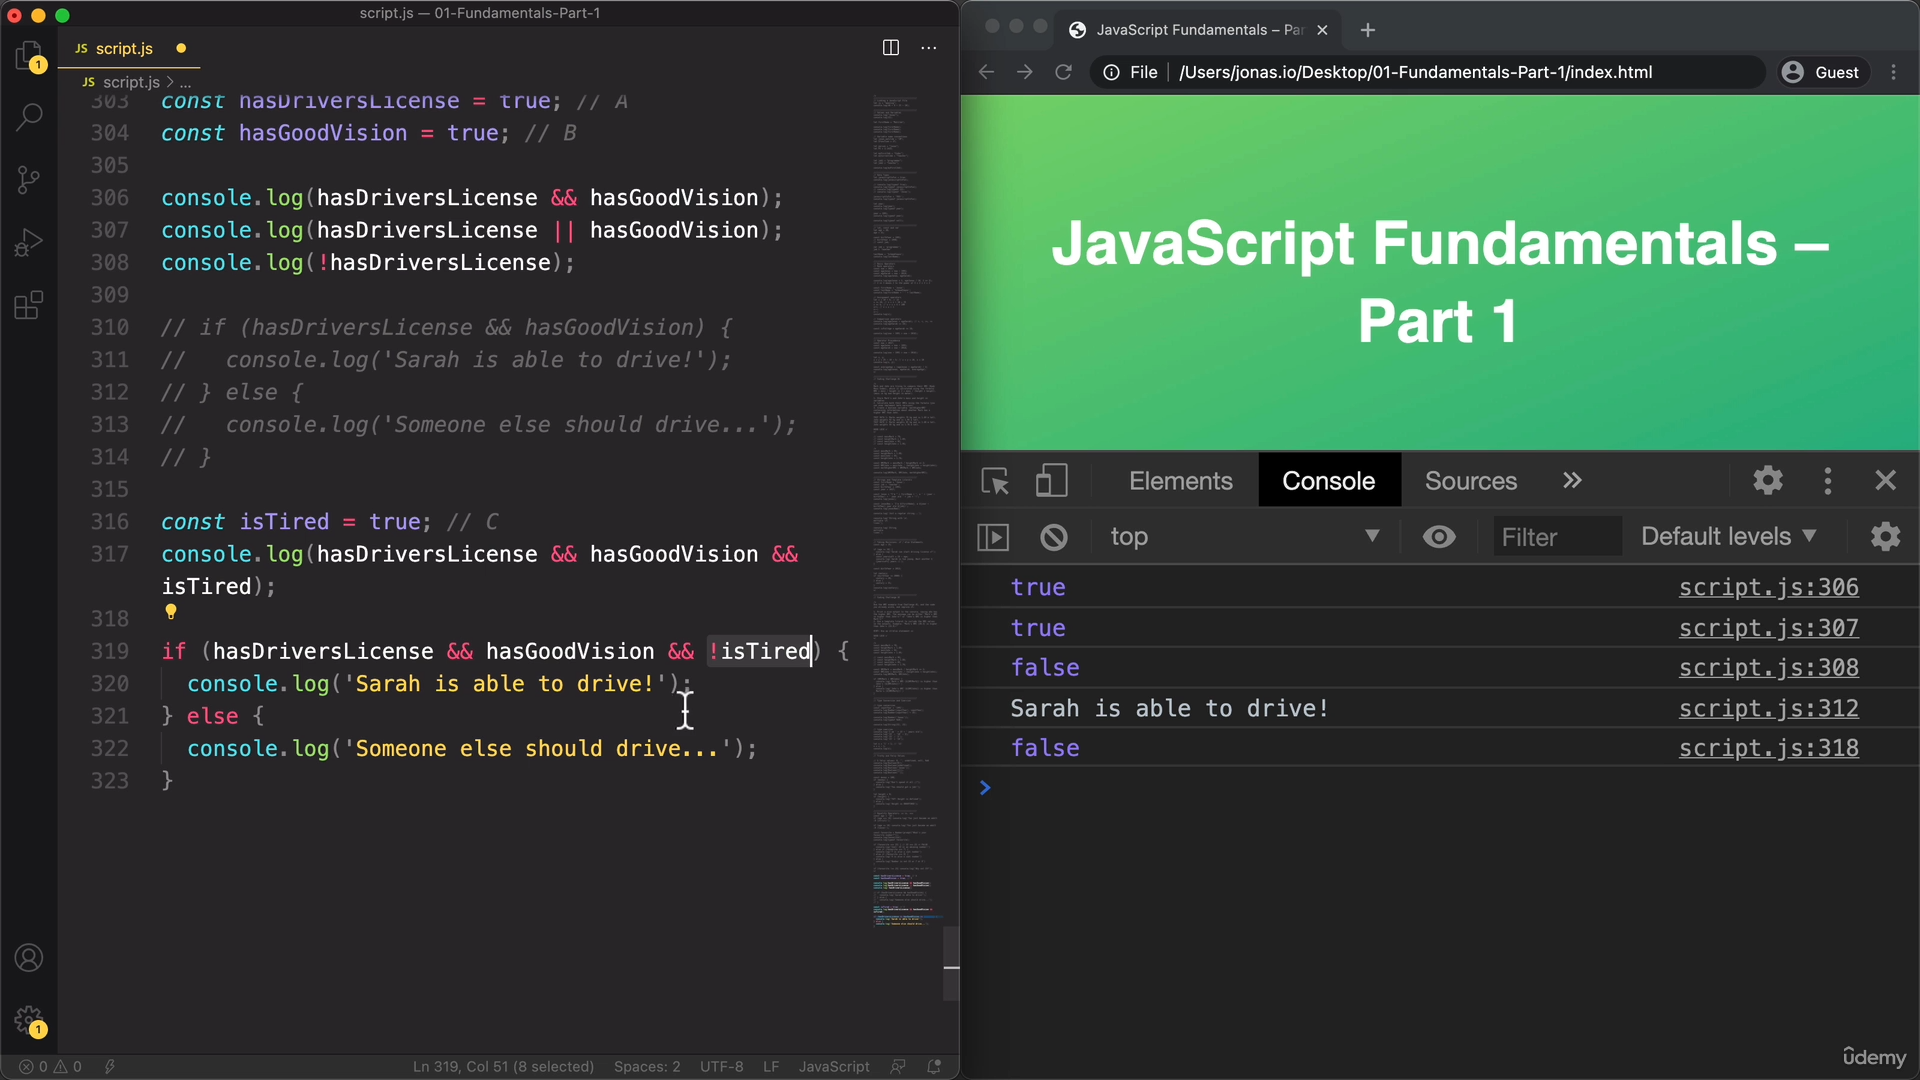 script.js — 01-Fundamentals-Part-1
JS script.js
JS script.js > ...
1
303 const hasDriversLicense = true; // A
304 const hasGoodVision = true; // B
305
306 console.log(hasDriversLicense && hasGoodVision);
307 console.log(hasDriversLicense || hasGoodVision);
308 console.log(!hasDriversLicense);
309
310 // if (hasDriversLicense && hasGoodVision) {
311 //   console.log('Sarah is able to drive!');
312 // } else {
313 //   console.log('Someone else should drive...');
314 // }
315
316 const isTired = true; // C
317 console.log(hasDriversLicense && hasGoodVision &&
isTired);
318
319 if (hasDriversLicense && hasGoodVision && !isTired) {
320   console.log('Sarah is able to drive!');
321 } else {
322   console.log('Someone else should drive...');
323 }
1
0 0
Ln 319, Col 51 (8 selected) Spaces: 2 UTF-8 LF JavaScript
JavaScript Fundamentals – Par
File /Users/jonas.io/Desktop/01-Fundamentals-Part-1/index.html Guest
JavaScript Fundamentals –
Part 1
Elements Console Sources »
top Filter Default levels
true script.js:306
true script.js:307
false script.js:308
Sarah is able to drive! script.js:312
false script.js:318
>
ûdemy